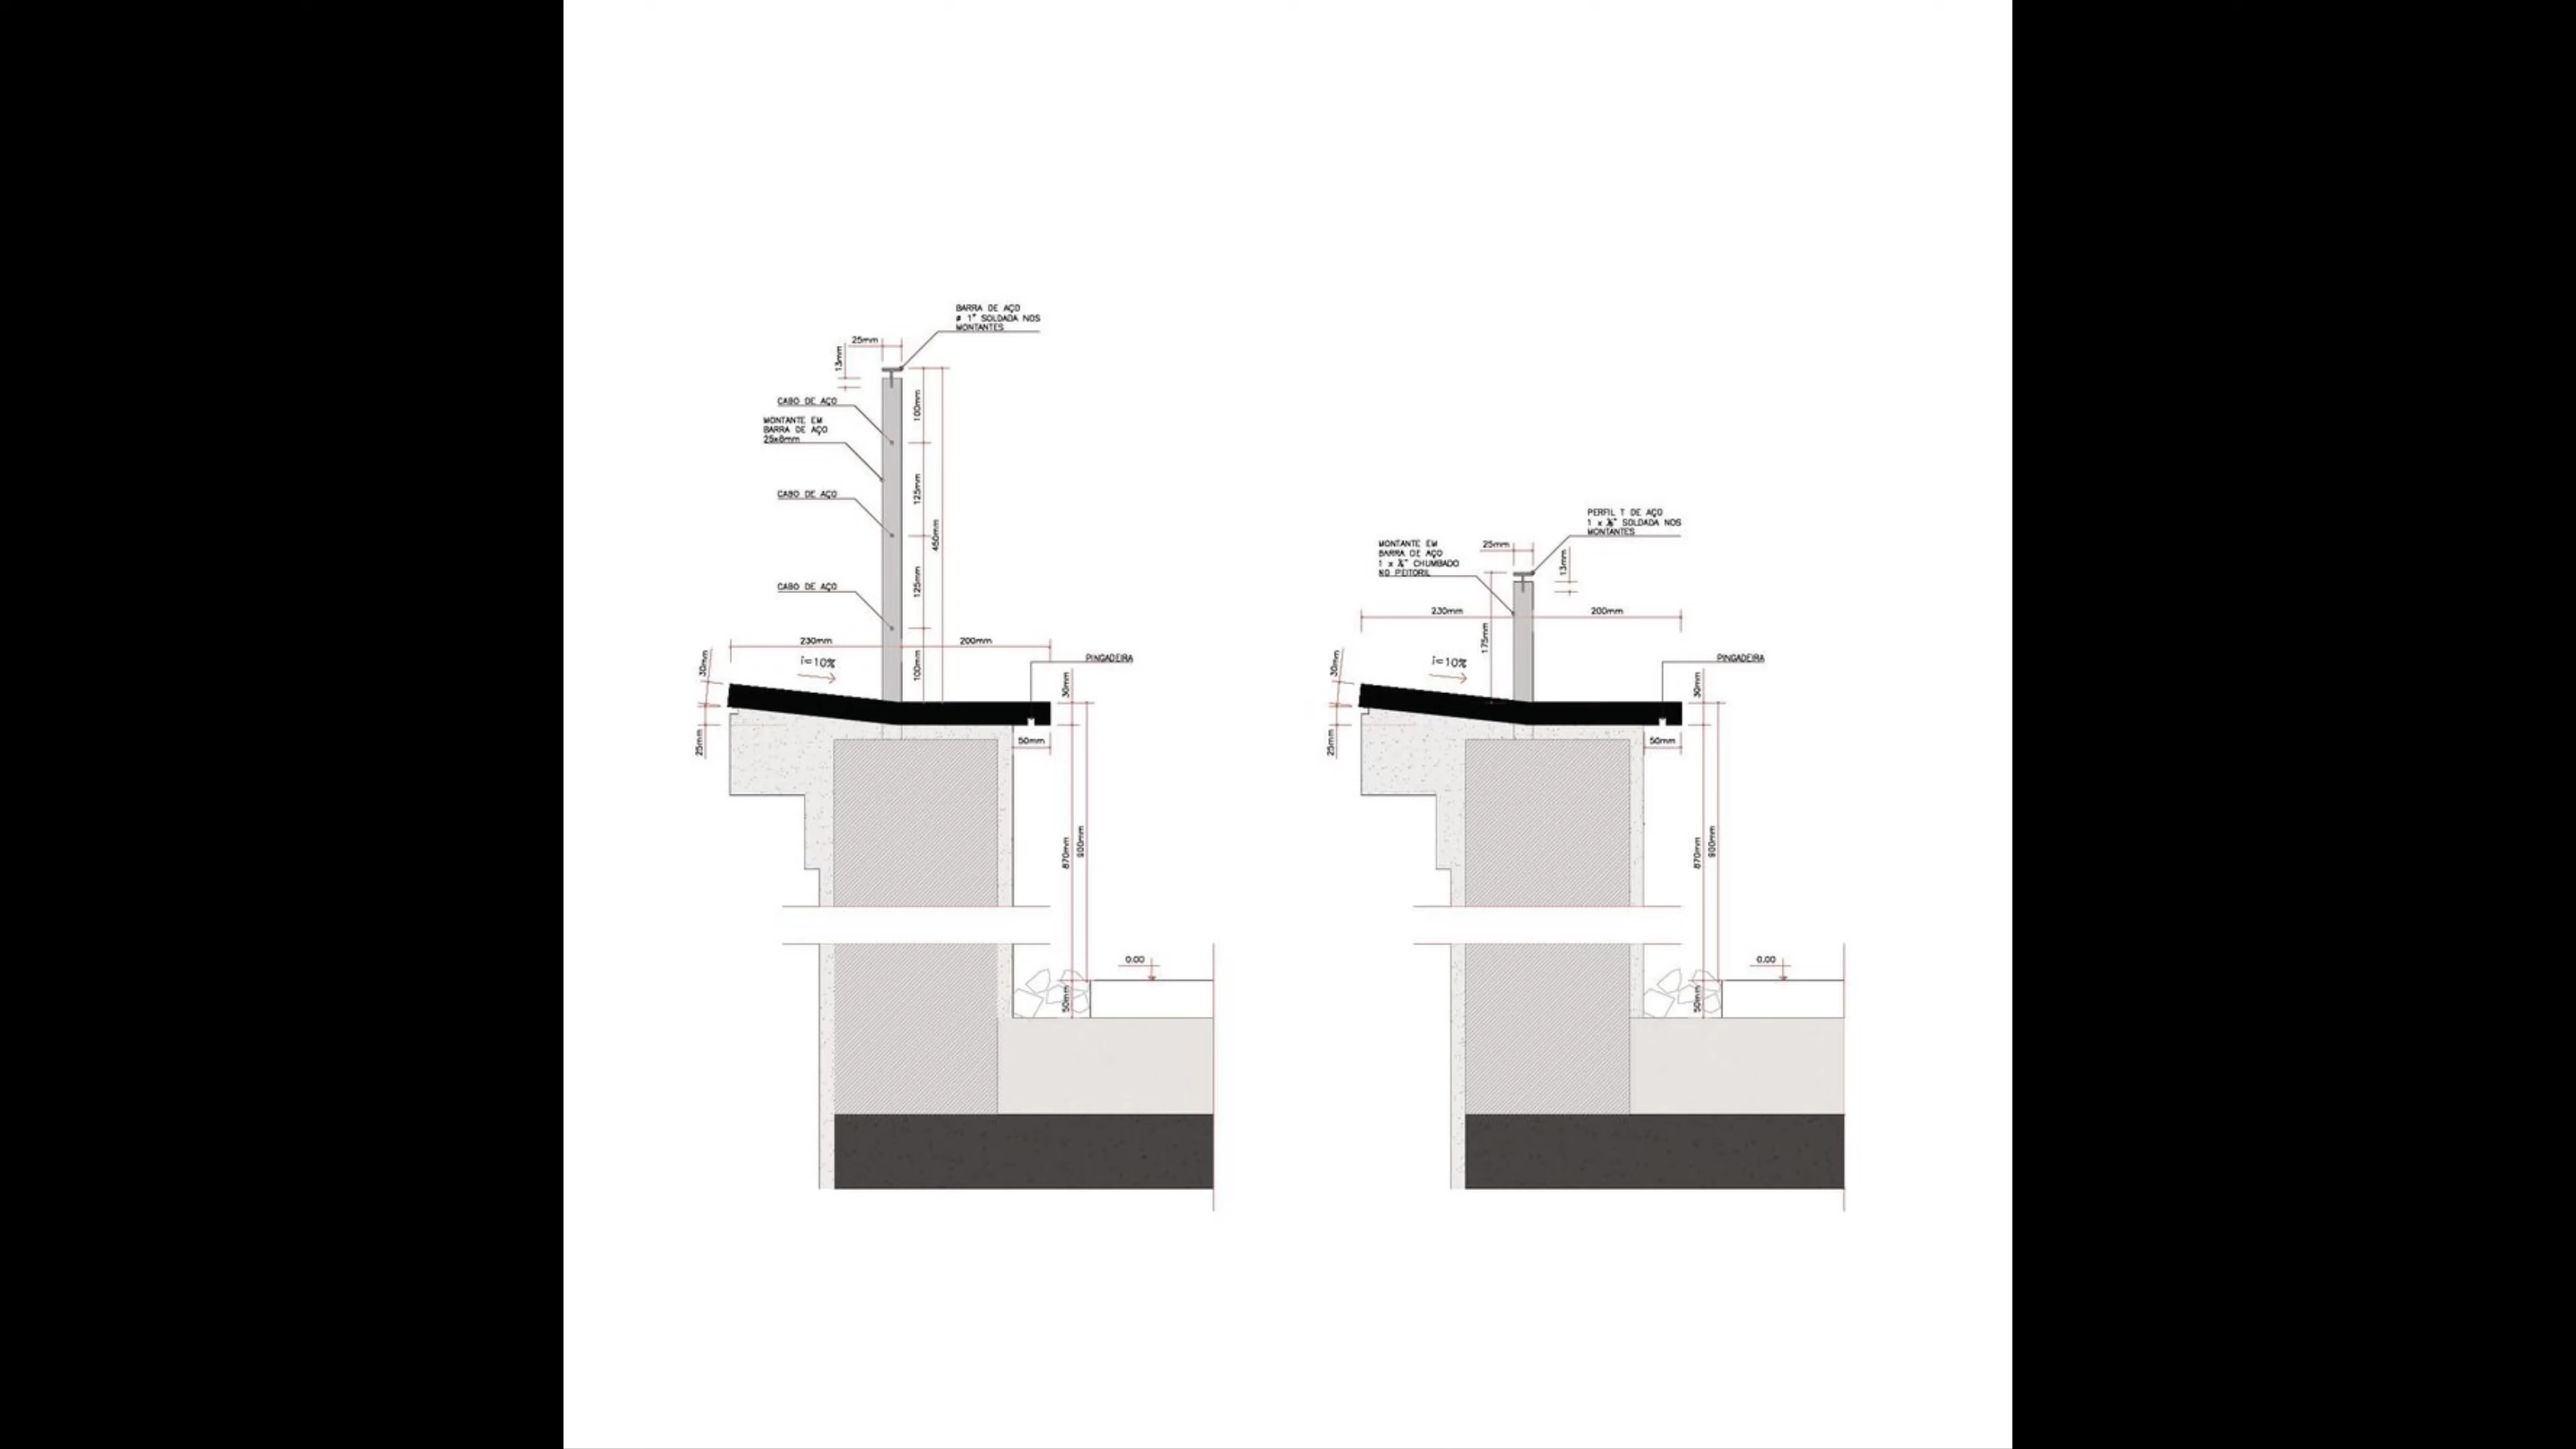 BARRA DE AÇO
# 1" SOLDADA NOS
MONTANTES
25mm
13mm
CABO DE AÇO
100mm
MONTANTE EM
BARRA DE AÇO
25x8mm
125mm
CABO DE AÇO
450mm
125mm
CABO DE AÇO
230mm
200mm
30mm
i=10%
100mm
PINGADEIRA
30mm
25mm
50mm
870mm
900mm
0.00
50mm
PERFIL T DE AÇO
SOLDADA NOS
MONTANTES
MONTANTE EM
BARRA DE AÇO
CHUMBADO
NO PEITORIL
25mm
13mm
230mm
200mm
175mm
30mm
i=10%
PINGADEIRA
30mm
25mm
50mm
870mm
900mm
0.00
50mm